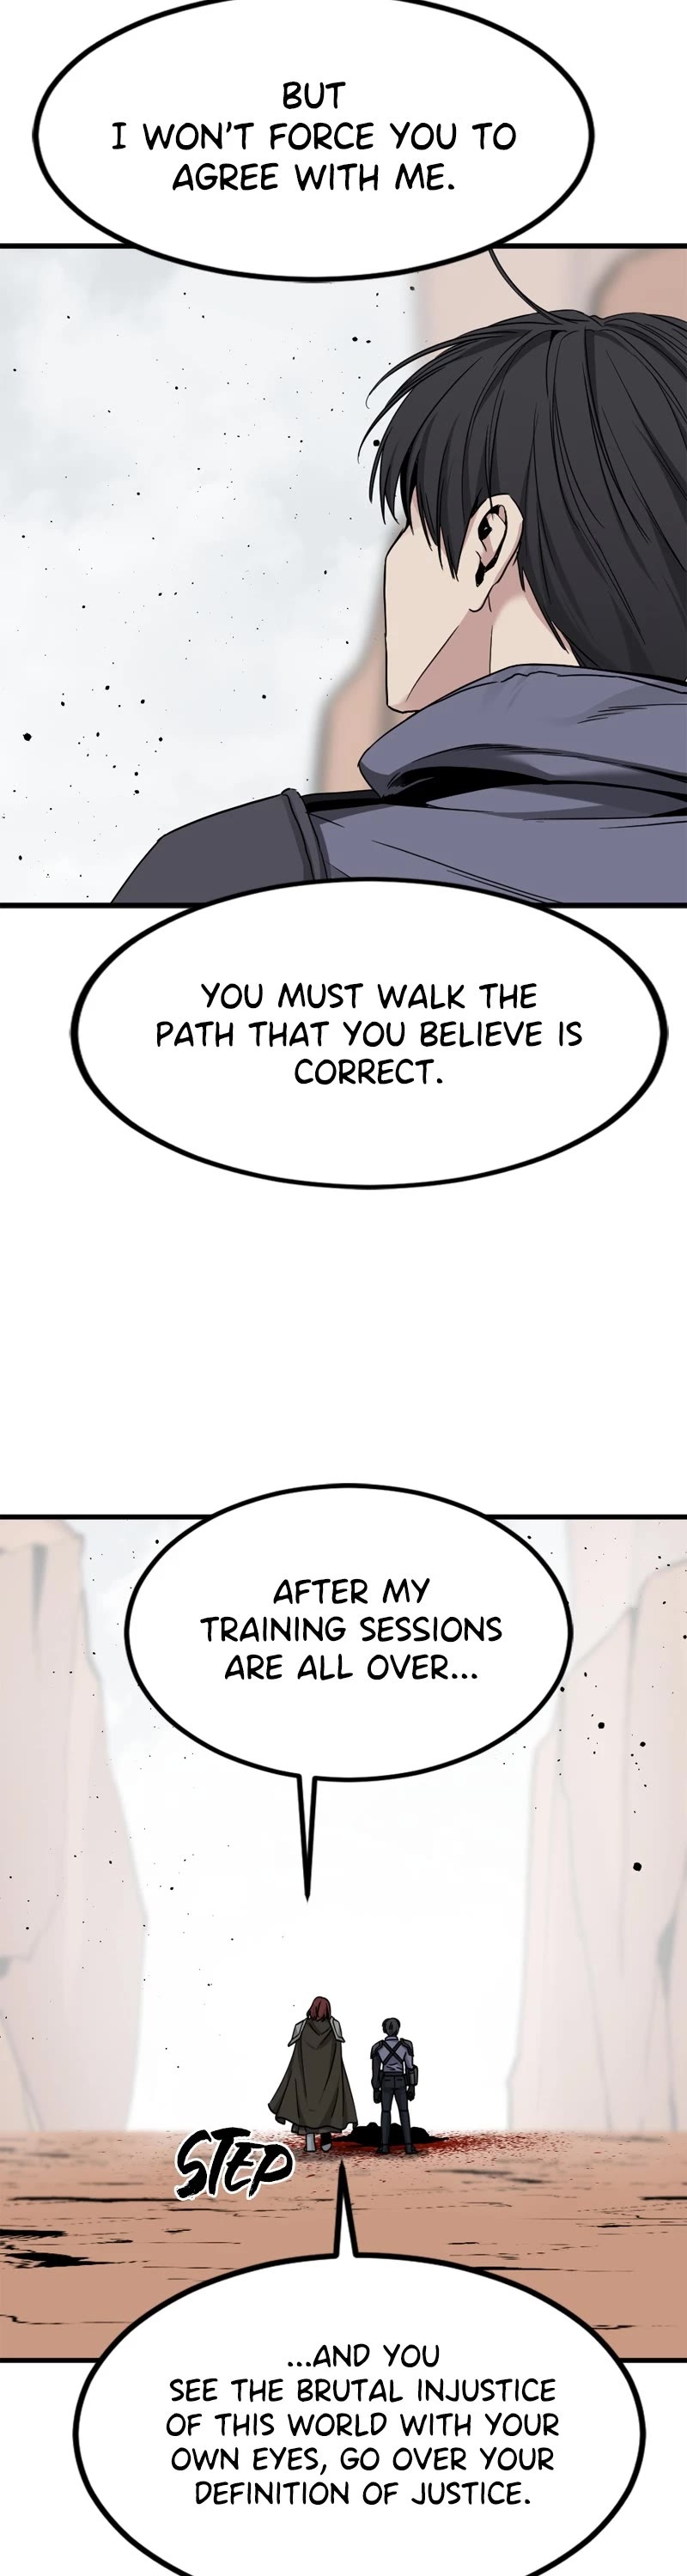 BUT
I WON'T FORCE YOU TO
AGREE WITH ME.
YOU MUST WALK THE
PATH THAT YOU BELIEVE IS
CORRECT.
AFTER MY
TRAINING SESSIONS
ARE ALL OVER...
STEP
...AND YOU
SEE THE BRUTAL INJUSTICE
OF THIS WORLD WITH YOUR
OWN EYES, GO OVER YOUR
DEFINITION OF JUSTICE.